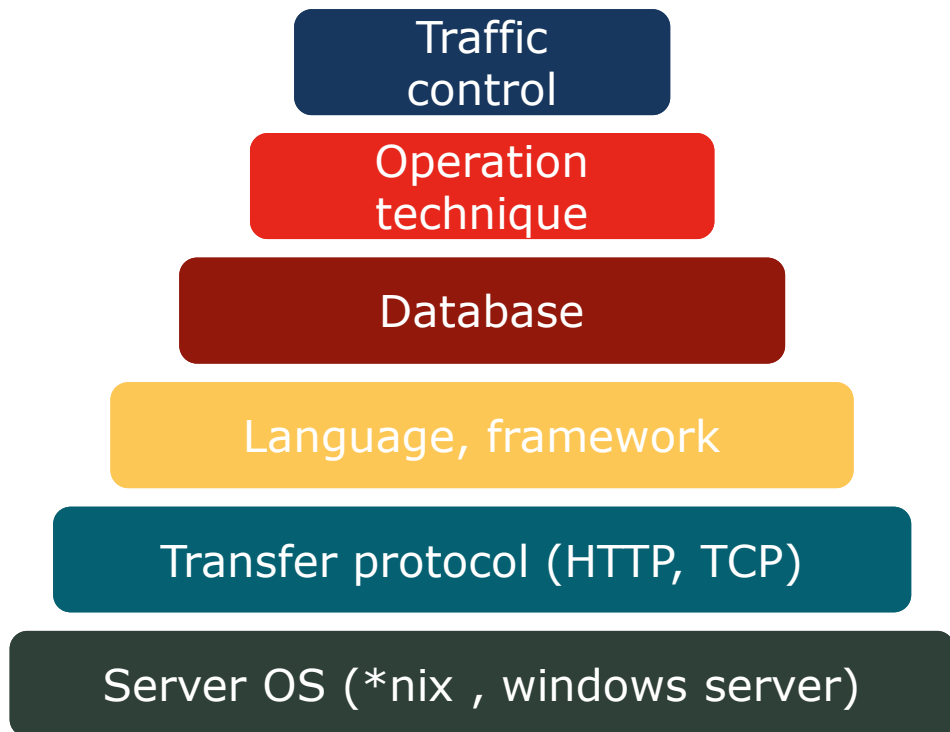 Traffic
control
Operation
technique
Database
Language, framework
Transfer protocol (HTTP, TCP)
Server OS (*nix , windows server)